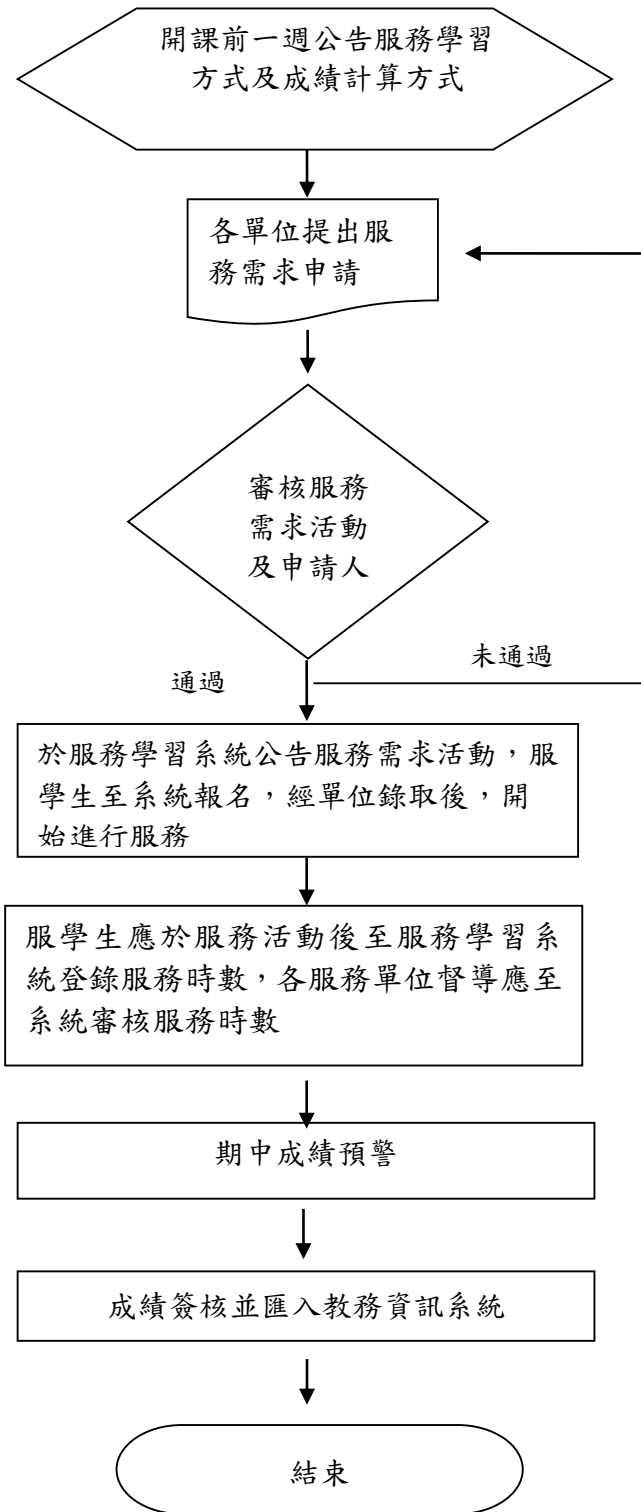 開課前一週公告服務學習
方式及成績計算方式
各單位提出服
務需求申請
審核服務
需求活動
及申請人
未通過
通過
於服務學習系統公告服務需求活動，服
學生至系統報名，經單位錄取後，開
始進行服務
服學生應於服務活動後至服務學習系
統登錄服務時數，各服務單位督導應至
系統審核服務時數
期中成績預警
成績簽核並匯入教務資訊系統
結束